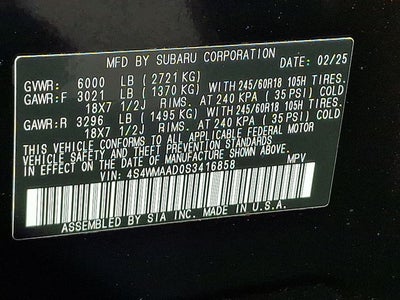 MFD BY SUBARU CORPORATION DATE: 02/25
GVWR: 6000 LB (2721 KG)
GAWR:F 3021 LB (1370 KG) WITH 245/60R18 105H TIRES.
18X7 1/2J RIMS. AT 240 KPA ( 35 PSI) COLD
GAWR:R 3296 LB (1495 KG) WITH 245/60R18 105H TIRES.
18X7 1/2J RIMS. AT 240 KPA ( 35 PSI) COLD
THIS VEHICLE CONFORMS TO ALL APPLICABLE FEDERAL MOTOR
VEHICLE SAFETY AND THEFT PREVENTION STANDARDS
IN EFFECT ON THE DATE OF MANUFACTURE SHOWN ABOVE.
VIN: 4S4WMAAD0S3416858 MPV
ASSEMBLED BY SIA INC. MADE IN U.S.A.